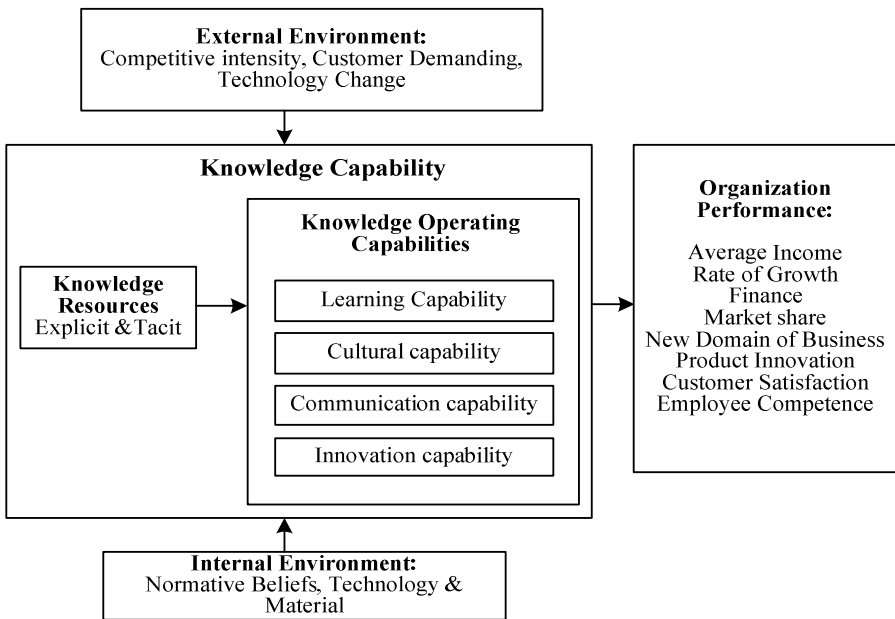 External Environment:
Competitive intensity, Customer Demanding,
Technology Change
Knowledge Capability
Knowledge Operating
Capabilities
Knowledge
Resources
Explicit &Tacit
Learning Capability
Cultural capability
Communication capability
Innovation capability
Organization
Performance:
Average Income
Rate of Growth
Finance
Market share
New Domain of Business
Product Innovation
Customer Satisfaction
Employee Competence
Internal Environment:
Normative Beliefs, Technology &
Material